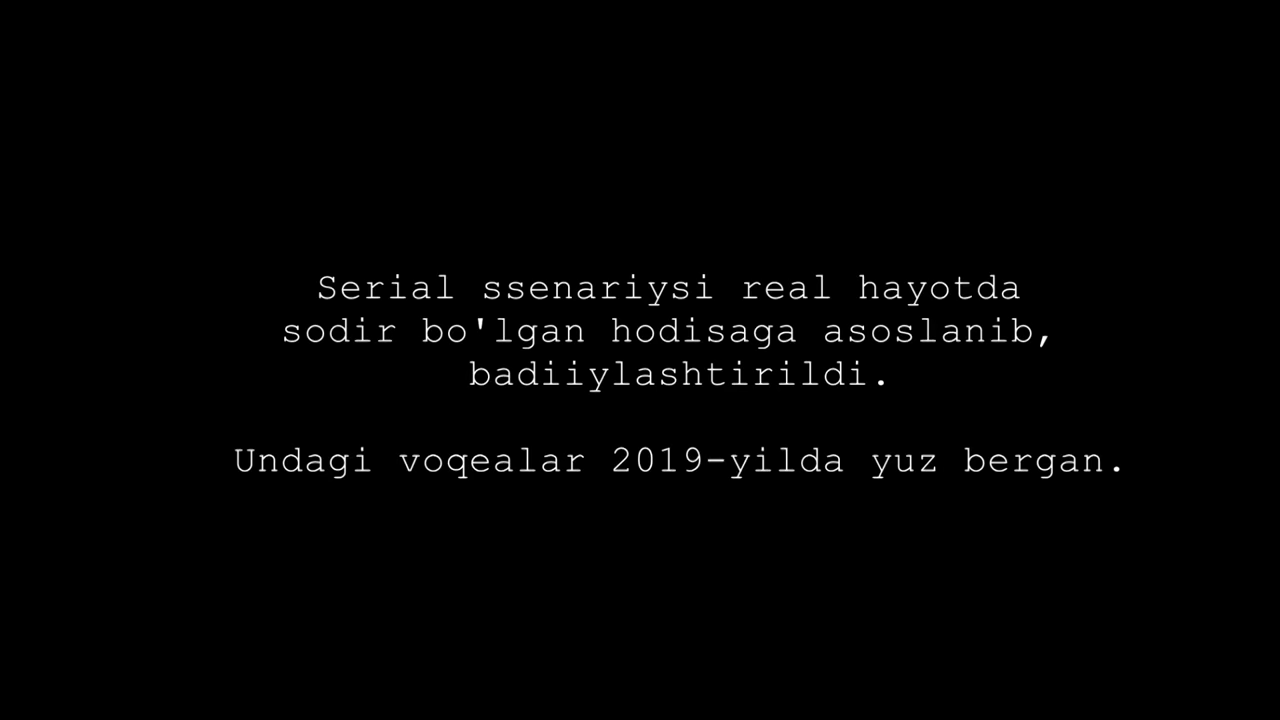 Serial ssenariysi real hayotda
sodir bo'lgan hodisaga asoslanib,
badiiylashtirildi.
Undagi voqealar 2019-yilda yuz bergan.